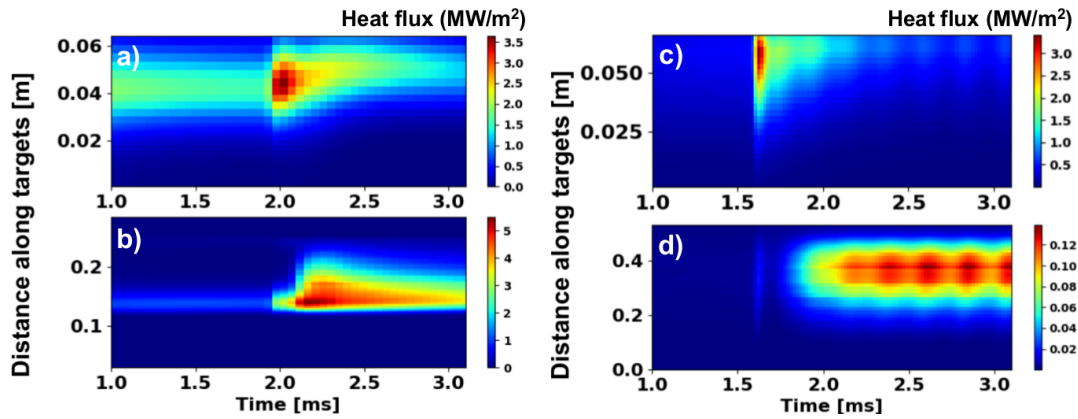 Heat flux (MW/m²)
Heat flux (MW/m²)
a)
0.06
0.04
0.02
1.0 1.5 2.0 2.5 3.0
3.5
3.0
2.5
2.0
1.5
1.0
0.5
0.0
b)
0.2
0.1
1.0 1.5 2.0 2.5 3.0
Time [ms]
5
4
3
2
1
0
Distance along targets [m]
c)
0.050
0.025
1.0 1.5 2.0 2.5 3.0
3.0
2.5
2.0
1.5
1.0
0.5
d)
0.4
0.2
0.0
1.0 1.5 2.0 2.5 3.0
Time [ms]
0.12
0.10
0.08
0.06
0.04
0.02
Distance along targets [m]